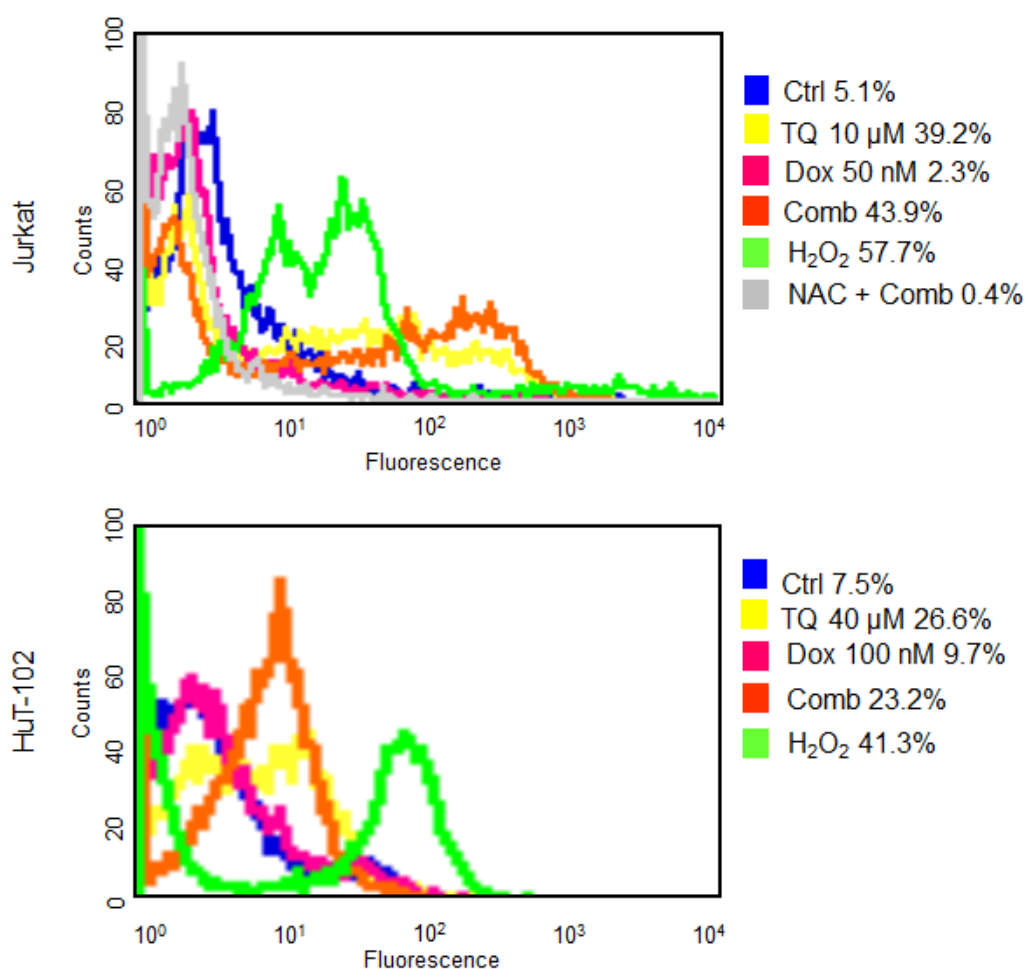 Jurkat
Counts
100
80
60
40
20
0
10⁰ 10¹ 10² 10³ 10⁴
Fluorescence
Ctrl 5.1%
TQ 10 µM 39.2%
Dox 50 nM 2.3%
Comb 43.9%
H₂O₂ 57.7%
NAC + Comb 0.4%
HuT-102
Counts
100
80
60
40
20
0
10⁰ 10¹ 10² 10³ 10⁴
Fluorescence
Ctrl 7.5%
TQ 40 µM 26.6%
Dox 100 nM 9.7%
Comb 23.2%
H₂O₂ 41.3%